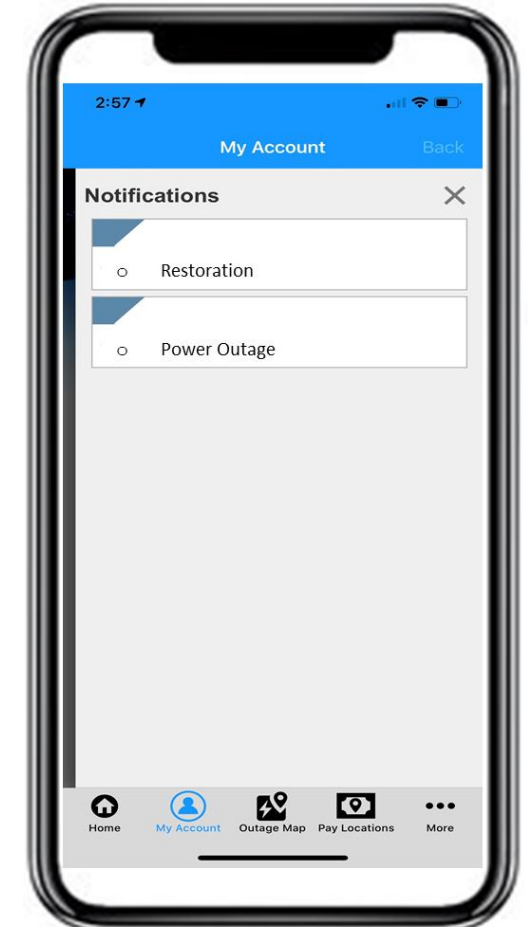 2:57
My Account Back
Notifications
Restoration
Power Outage
Home My Account Outage Map Pay Locations More